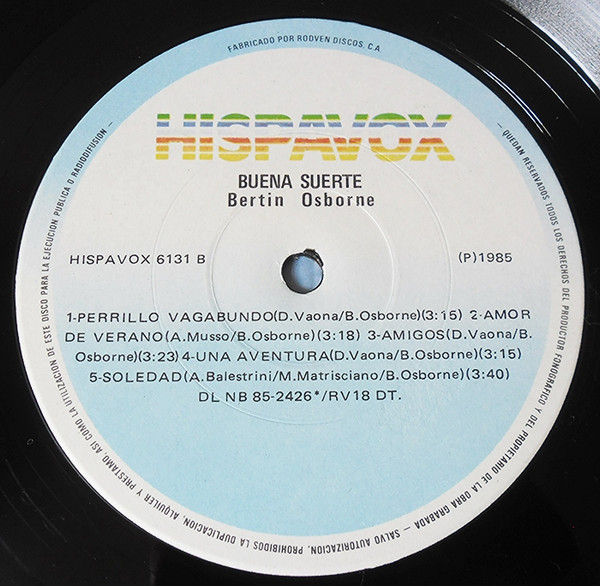 FABRICADO POR RODVEN DISCOS, C.A.
HISPAVOX
BUENA SUERTE
Bertin Osborne
HISPAVOX 6131 B
(P)1985
1-PERRILLO VAGABUNDO(D.Vaona/B.Osborne)(3:15) 2-AMOR
DE VERANO(A.Musso/B.Osborne)(3:18) 3-AMIGOS(D.Vaona/B.
Osborne)(3:23)4-UNA AVENTURA(D.Vaona/B.Osborne)(3:15)
5-SOLEDAD(A.Balestrini/M.Matrisciano/B.Osborne)(3:40)
DL NB 85-2426*/RV18 DT.
– QUEDAN RESERVADOS TODOS LOS DERECHOS DEL PRODUCTOR FONOGRAFICO Y DEL PROPIETARIO DE LA OBRA GRABADA – SALVO AUTORIZACION, PROHIBIDOS LA DUPLICACION, ALQUILER Y PRESTAMO, ASI COMO LA UTILIZACION DE ESTE DISCO PARA LA EJECUCION PUBLICA O RADIODIFUSION –